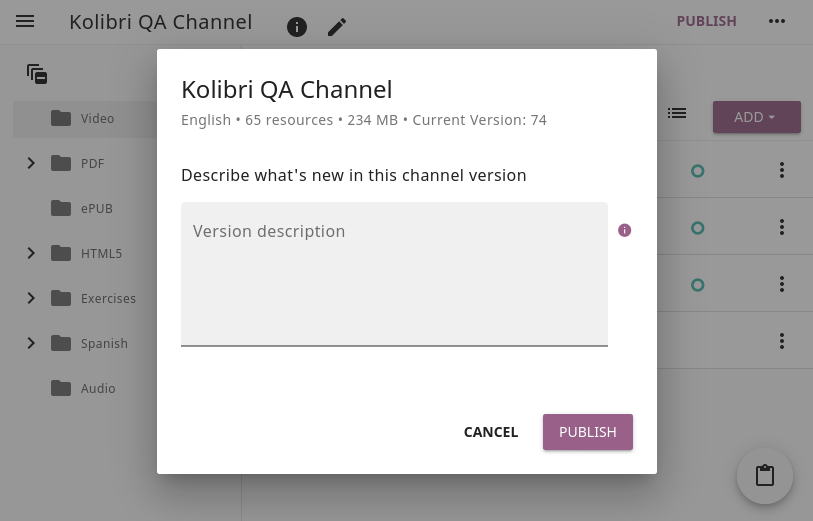 Kolibri QA Channel
PUBLISH
Video
PDF
ePUB
HTML5
Exercises
Spanish
Audio
ADD
Kolibri QA Channel
English • 65 resources • 234 MB • Current Version: 74
Describe what's new in this channel version
Version description
CANCEL
PUBLISH